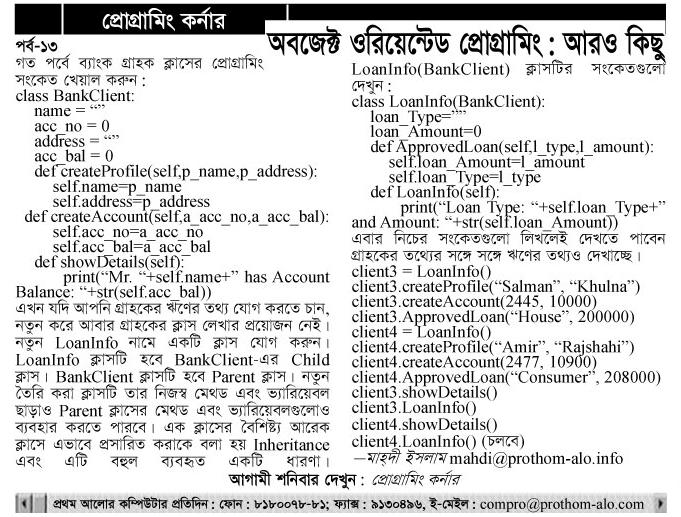 প্রোগ্রামিং কর্নার
পর্ব-১৩
অবজেক্ট ওরিয়েন্টেড প্রোগ্রামিং : আরও কিছু
গত পর্বে ব্যাংক গ্রাহক ক্লাসের প্রোগ্রামিং
সংকেত খেয়াল করুন :
class BankClient:
name = “”
acc_no = 0
address = “”
acc_bal = 0
def createProfile(self,p_name,p_address):
self.name=p_name
self.address=p_address
def createAccount(self,a_acc_no,a_acc_bal):
self.acc_no=a_acc_no
self.acc_bal=a_acc_bal
def showDetails(self):
print(“Mr. “+self.name+” has Account
Balance: “+str(self.acc_bal))
এখন যদি আপনি গ্রাহকের ঋণের তথ্য যোগ করতে চান,
নতুন করে আবার গ্রাহকের ক্লাস লেখার প্রয়োজন নেই।
নতুন LoanInfo নামে একটি ক্লাস যোগ করুন।
LoanInfo ক্লাসটি হবে BankClient-এর Child
ক্লাস। BankClient ক্লাসটি হবে Parent ক্লাস। নতুন
তৈরি করা ক্লাসটি তার নিজস্ব মেথড এবং ভ্যারিয়েবল
ছাড়াও Parent ক্লাসের মেথড এবং ভ্যারিয়েবলগুলোও
ব্যবহার করতে পারবে। এক ক্লাসের বৈশিষ্ট্য আরেক
ক্লাসে এভাবে প্রসারিত করাকে বলা হয় Inheritance
এবং এটি বহুল ব্যবহৃত একটি ধারণা।
LoanInfo(BankClient) ক্লাসটির সংকেতগুলো
দেখুন :
class LoanInfo(BankClient):
loan_Type=””
loan_Amount=0
def ApprovedLoan(self,l_type,l_amount):
self.loan_Amount=l_amount
self.loan_Type=l_type
def LoanInfo(self):
print(“Loan Type: “+self.loan_Type+”
and Amount: “+str(self.loan_Amount))
এবার নিচের সংকেতগুলো লিখলেই দেখতে পাবেন
গ্রাহকের তথ্যের সঙ্গে সঙ্গে ঋণের তথ্যও দেখাচ্ছে।
client3 = LoanInfo()
client3.createProfile(“Salman”, “Khulna”)
client3.createAccount(2445, 10000)
client3.ApprovedLoan(“House”, 200000)
client4 = LoanInfo()
client4.createProfile(“Amir”, “Rajshahi”)
client4.createAccount(2477, 10900)
client4.ApprovedLoan(“Consumer”, 208000)
client3.showDetails()
client3.LoanInfo()
client4.showDetails()
client4.LoanInfo() (চলবে)
—মাহ্‌দী ইসলাম mahdi@prothom-alo.info
আগামী শনিবার দেখুন : প্রোগ্রামিং কর্নার
প্রথম আলোর কম্পিউটার প্রতিদিন : ফোন : ৮১৮০০৭৮-৮১; ফ্যাক্স : ৯১৩০৪৯৬, ই-মেইল : compro@prothom-alo.com